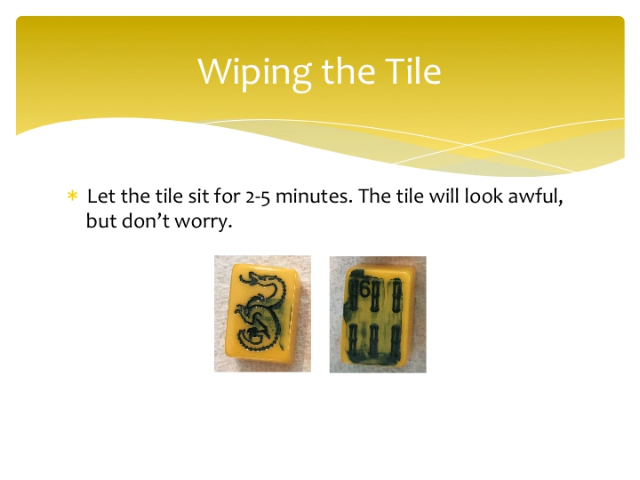 Wiping the Tile
* Let the tile sit for 2-5 minutes. The tile will look awful,
but don’t worry.
6